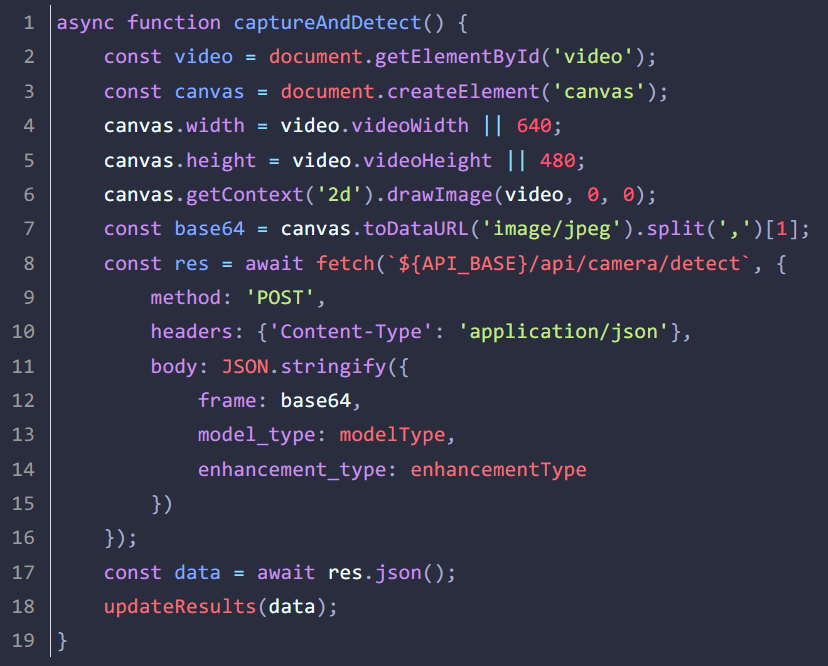 1 async function captureAndDetect() {
2     const video = document.getElementById('video');
3     const canvas = document.createElement('canvas');
4     canvas.width = video.videoWidth || 640;
5     canvas.height = video.videoHeight || 480;
6     canvas.getContext('2d').drawImage(video, 0, 0);
7     const base64 = canvas.toDataURL('image/jpeg').split(',')[1];
8     const res = await fetch(`${API_BASE}/api/camera/detect`, {
9         method: 'POST',
10         headers: {'Content-Type': 'application/json'},
11         body: JSON.stringify({
12             frame: base64,
13             model_type: modelType,
14             enhancement_type: enhancementType
15         })
16     });
17     const data = await res.json();
18     updateResults(data);
19 }